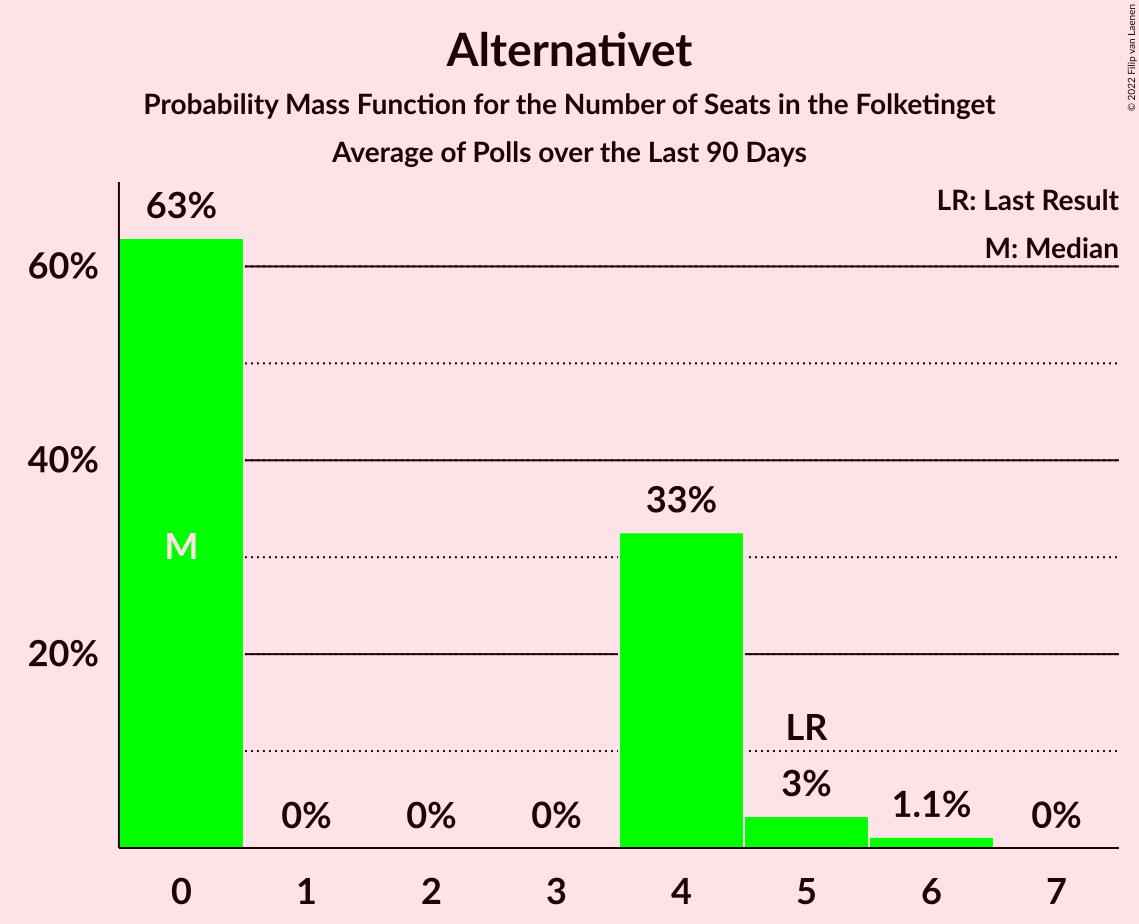 Alternativet
Probability Mass Function for the Number of Seats in the Folketinget
Average of Polls over the Last 90 Days
© 2022 Filip van Laenen
LR: Last Result
M: Median
63%
60%
40%
33%
M
20%
LR
3%
1.1%
0% 0% 0% 0%
0 1 2 3 4 5 6 7